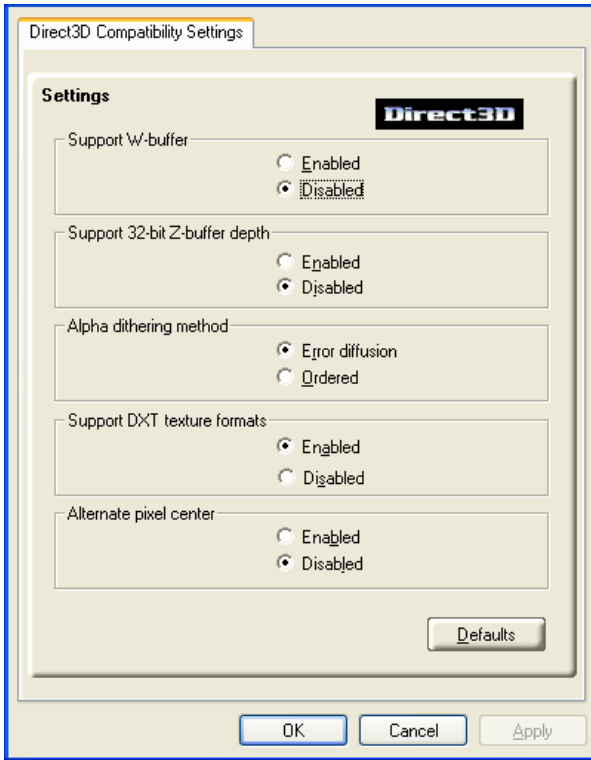 Direct3D Compatibility Settings
Settings
Direct3D
Support W-buffer
Enabled
Disabled
Support 32-bit Z-buffer depth
Enabled
Disabled
Alpha dithering method
Error diffusion
Ordered
Support DXT texture formats
Enabled
Disabled
Alternate pixel center
Enabled
Disabled
Defaults
OK Cancel Apply